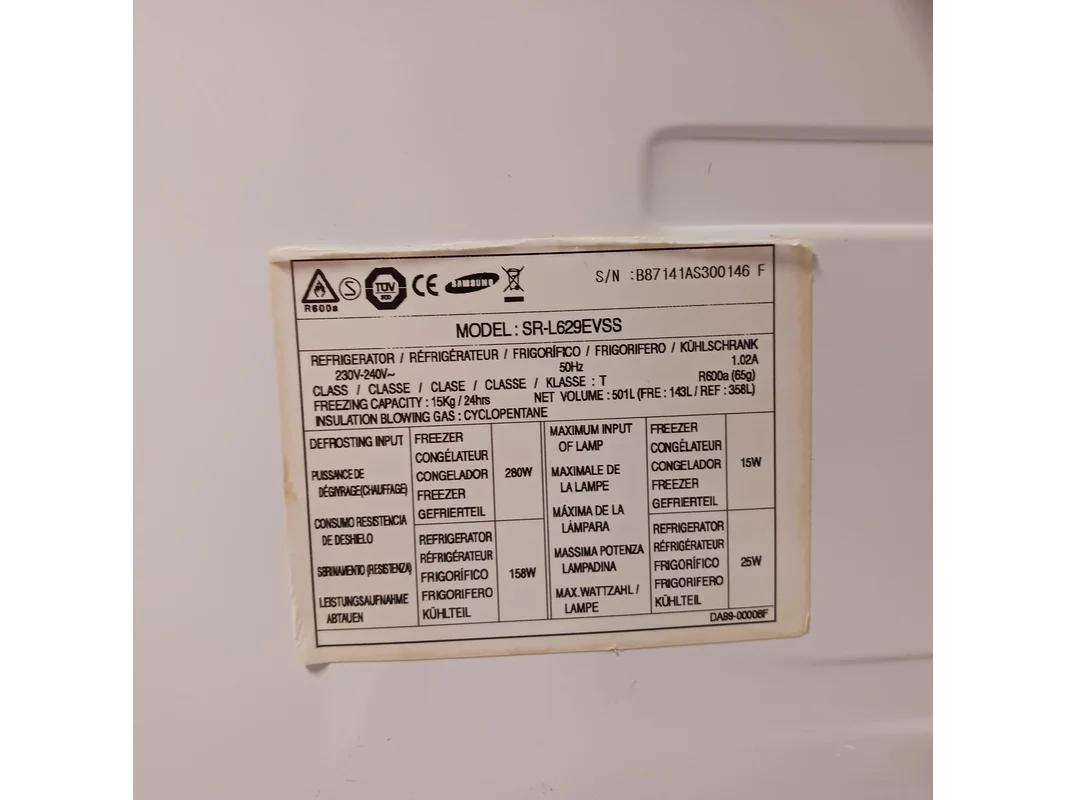 R600a
S
TÜV
CE
SAMSUNG
S/N :B87141AS300146 F
MODEL : SR-L629EVSS
REFRIGERATOR / RÉFRIGÉRATEUR / FRIGORÍFICO / FRIGORIFERO / KÜHLSCHRANK
230V-240V~ 50Hz 1.02A
CLASS / CLASSE / CLASE / CLASSE / KLASSE : T R600a (65g)
FREEZING CAPACITY : 15Kg / 24hrs NET VOLUME : 501L (FRE : 143L / REF : 358L)
INSULATION BLOWING GAS : CYCLOPENTANE
DEFROSTING INPUT
PUISSANCE DE
DÉGIVRAGE(CHAUFFAGE)
CONSUMO RESISTENCIA
DE DESHIELO
SBRINAMENTO (RESISTENZA)
LEISTUNGSAUFNAHME
ABTAUEN
FREEZER
CONGÉLATEUR
CONGELADOR
FREEZER
GEFRIERTEIL
280W
REFRIGERATOR
RÉFRIGÉRATEUR
FRIGORÍFICO
FRIGORIFERO
KÜHLTEIL
158W
MAXIMUM INPUT
OF LAMP
MAXIMALE DE
LA LAMPE
MÁXIMA DE LA
LÁMPARA
MASSIMA POTENZA
LAMPADINA
MAX.WATTZAHL /
LAMPE
FREEZER
CONGÉLATEUR
CONGELADOR
FREEZER
GEFRIERTEIL
15W
REFRIGERATOR
RÉFRIGÉRATEUR
FRIGORÍFICO
FRIGORIFERO
KÜHLTEIL
25W
DA99-00006F